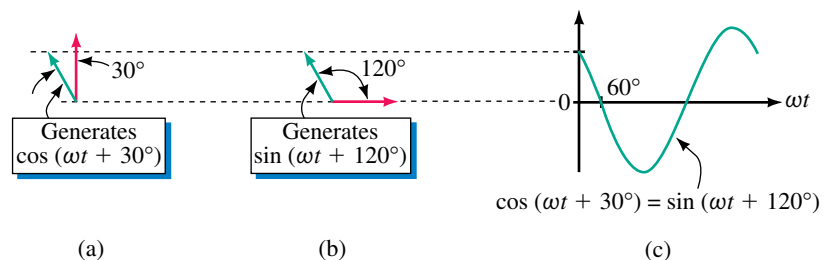 30°
Generates
cos (ωt + 30°)
(a)
120°
Generates
sin (ωt + 120°)
(b)
0
60°
ωt
cos (ωt + 30°) = sin (ωt + 120°)
(c)